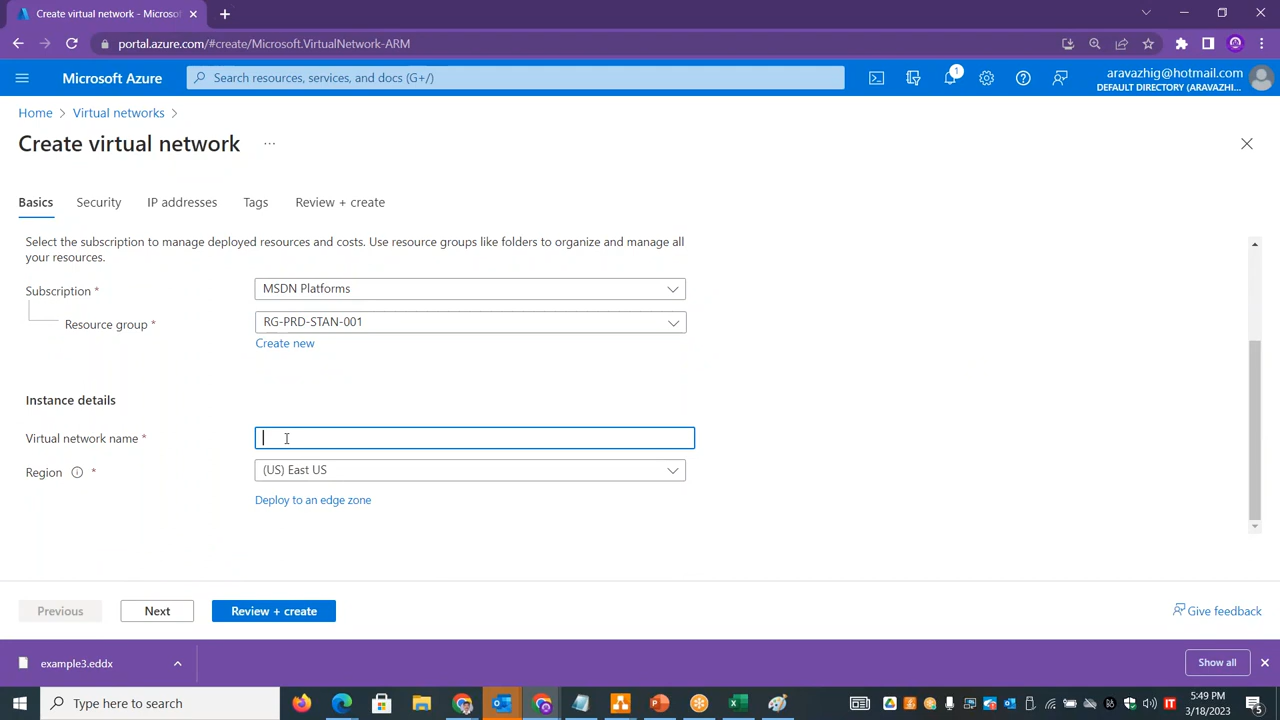 Create virtual network - Microsof
portal.azure.com/#create/Microsoft.VirtualNetwork-ARM
Microsoft Azure
Search resources, services, and docs (G+/)
1
aravazhig@hotmail.com
DEFAULT DIRECTORY (ARAVAZHI...
Home > Virtual networks >
Create virtual network ...
Basics Security IP addresses Tags Review + create
Select the subscription to manage deployed resources and costs. Use resource groups like folders to organize and manage all
your resources.
Subscription * MSDN Platforms
Resource group * RG-PRD-STAN-001
Create new
Instance details
Virtual network name *
Region * (US) East US
Deploy to an edge zone
Previous Next Review + create Give feedback
example3.eddx Show all
Type here to search
IT
5:49 PM
3/18/2023
5